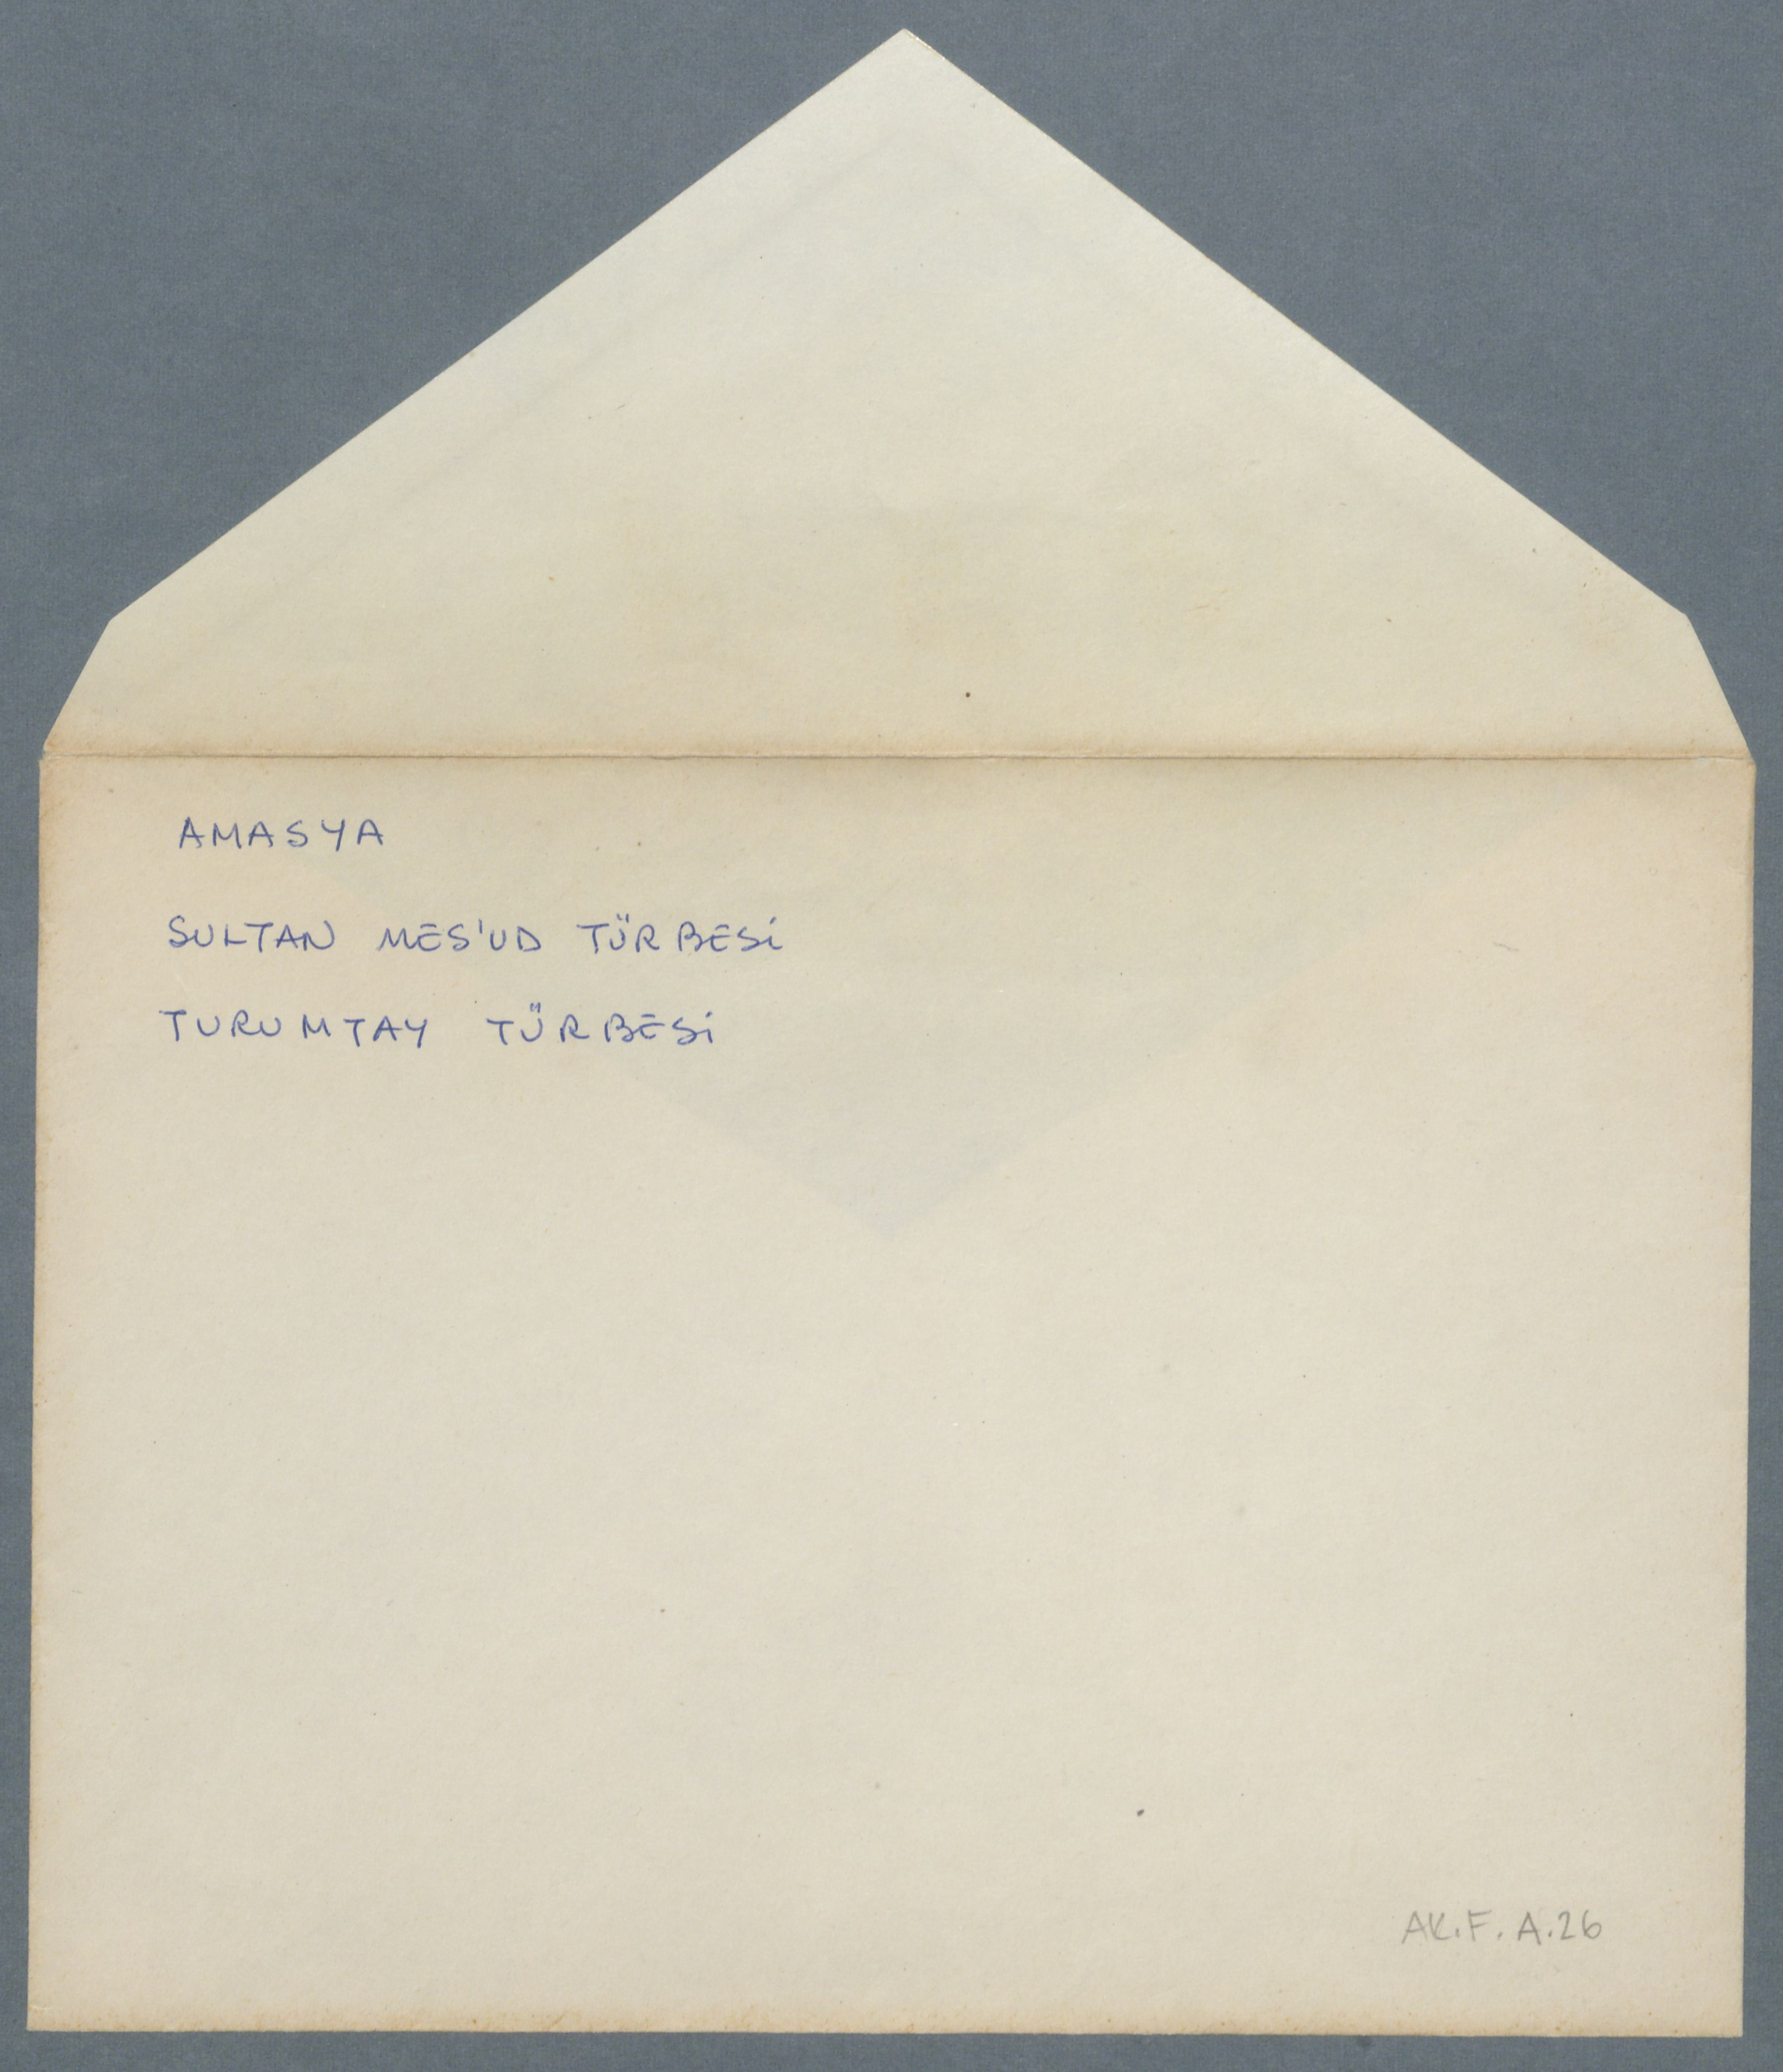 AMASYA
SULTAN MES'UD TÜRBESİ
TURUMTAY TÜRBESİ
AK.F. A.26